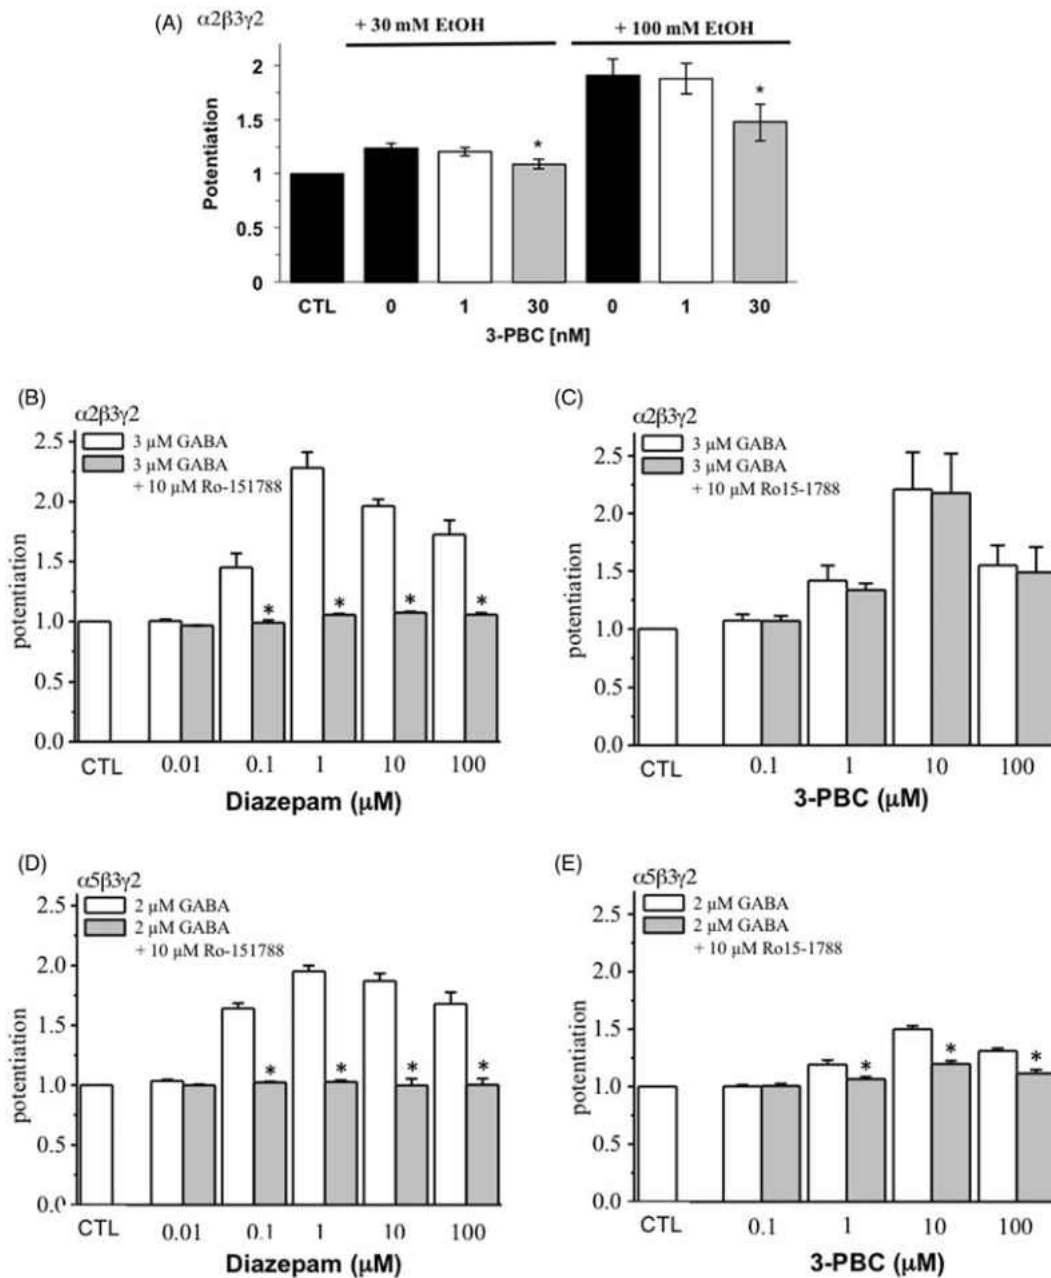 (A) α2β3γ2
+ 30 mM EtOH
+ 100 mM EtOH
Potentiation
2
1.5
1
0.5
0
*
*
CTL 0 1 30 0 1 30
3-PBC [nM]
(B)
α2β3γ2
3 µM GABA
3 µM GABA
+ 10 µM Ro-151788
potentiation
2.5
2.0
1.5
1.0
0.5
0.0
* * * *
CTL 0.01 0.1 1 10 100
Diazepam (µM)
(C)
α2β3γ2
3 µM GABA
3 µM GABA
+ 10 µM Ro15-1788
potentiation
2.5
2.0
1.5
1.0
0.5
0.0
CTL 0.1 1 10 100
3-PBC (µM)
(D)
α5β3γ2
2 µM GABA
2 µM GABA
+ 10 µM Ro-151788
potentiation
2.5
2.0
1.5
1.0
0.5
0.0
* * * *
CTL 0.01 0.1 1 10 100
Diazepam (µM)
(E)
α5β3γ2
2 µM GABA
2 µM GABA
+ 10 µM Ro15-1788
potentiation
2.5
2.0
1.5
1.0
0.5
0.0
* * *
CTL 0.1 1 10 100
3-PBC (µM)